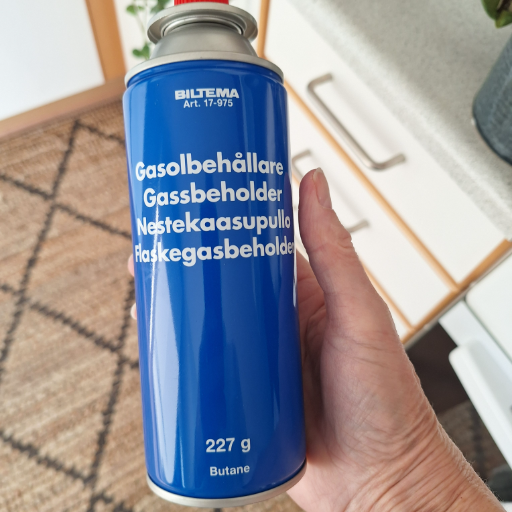 BILTEMA
Art. 17-975
Gasolbehållare
Gassbeholder
Nestekaasupullo
Flaskegasbeholder
227 g
Butane